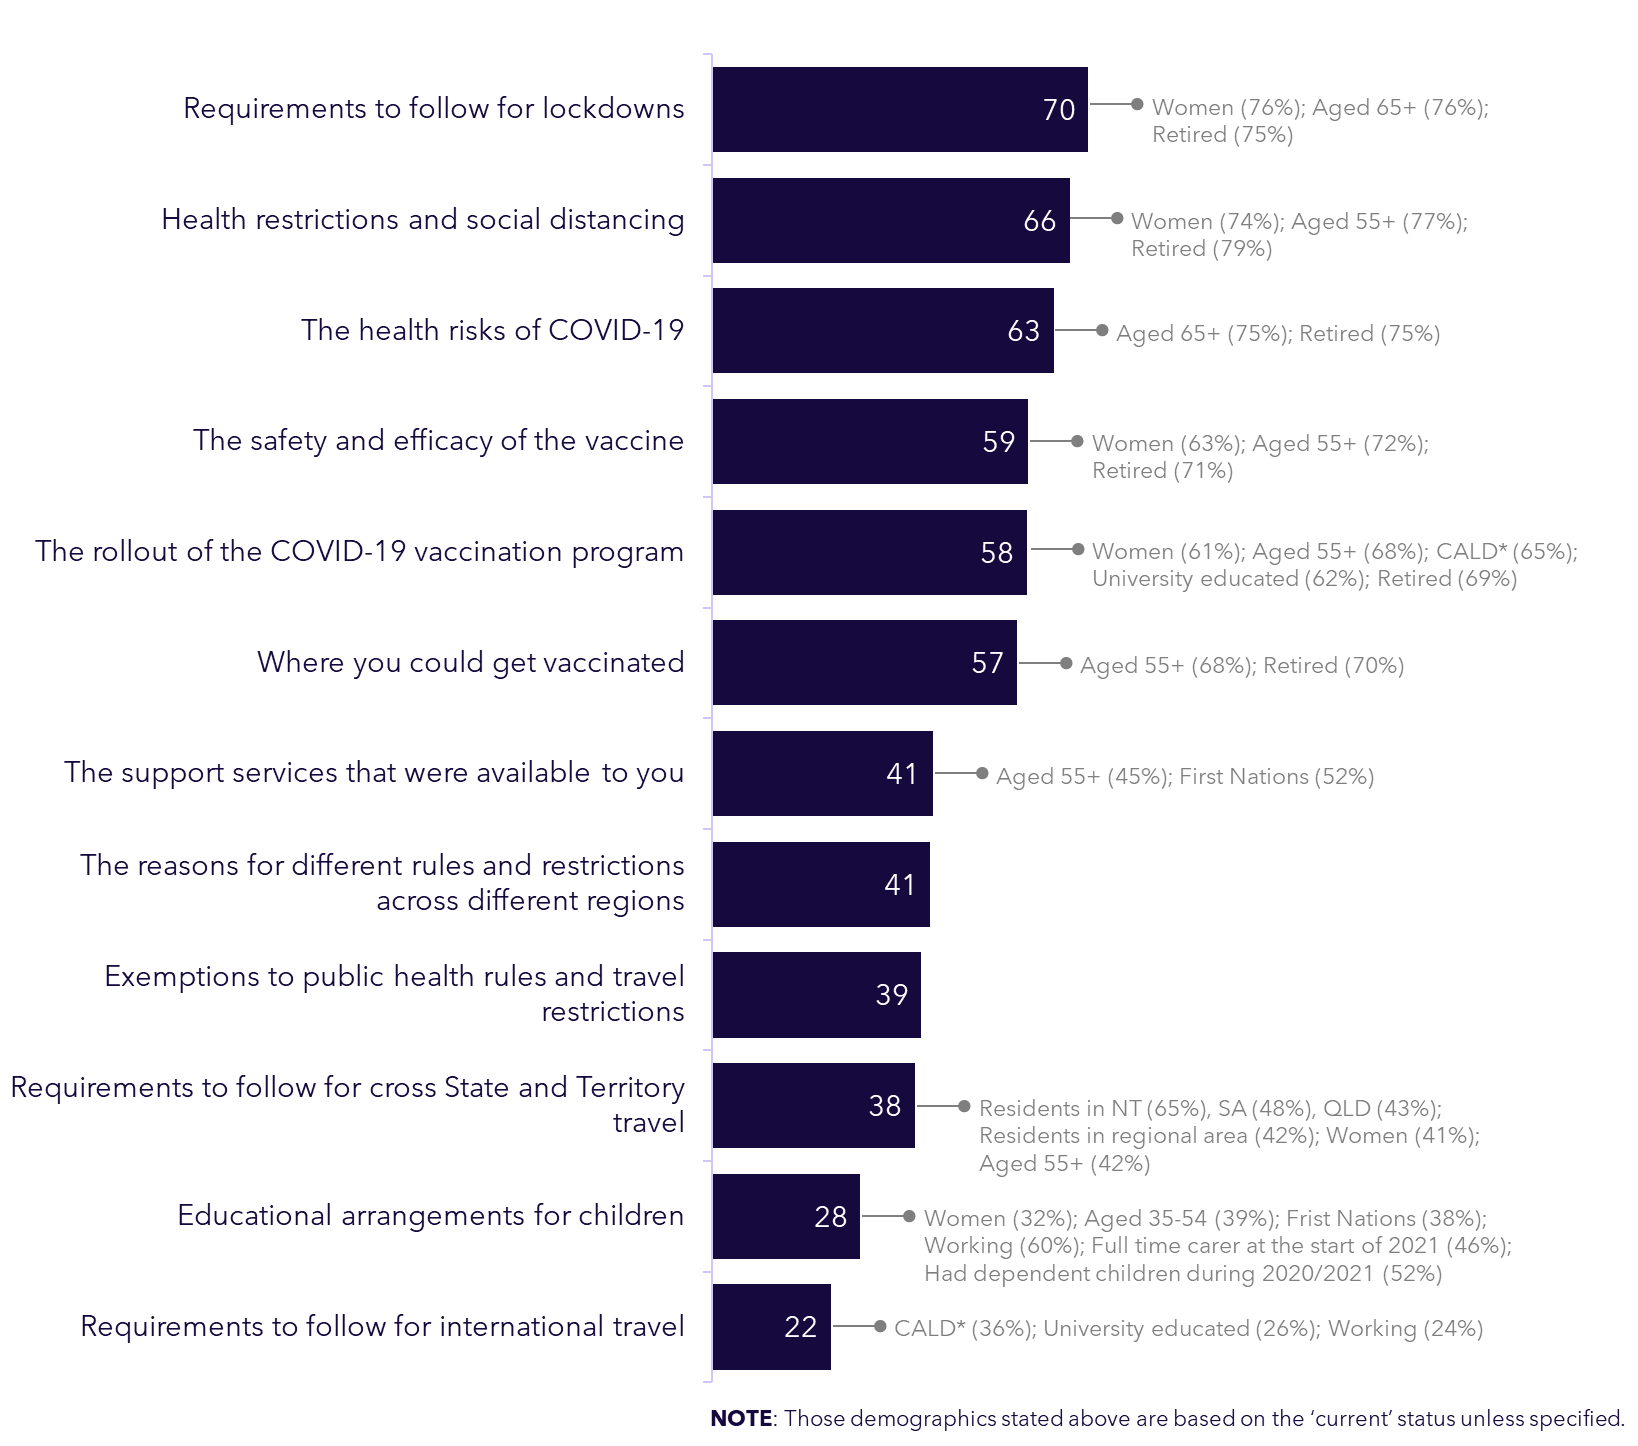 Requirements to follow for lockdowns
70
Women (76%); Aged 65+ (76%);
Retired (75%)
Health restrictions and social distancing
66
Women (74%); Aged 55+ (77%);
Retired (79%)
The health risks of COVID-19
63
Aged 65+ (75%); Retired (75%)
The safety and efficacy of the vaccine
59
Women (63%); Aged 55+ (72%);
Retired (71%)
The rollout of the COVID-19 vaccination program
58
Women (61%); Aged 55+ (68%); CALD* (65%);
University educated (62%); Retired (69%)
Where you could get vaccinated
57
Aged 55+ (68%); Retired (70%)
The support services that were available to you
41
Aged 55+ (45%); First Nations (52%)
The reasons for different rules and restrictions
across different regions
41
Exemptions to public health rules and travel
restrictions
39
Requirements to follow for cross State and Territory
travel
38
Residents in NT (65%), SA (48%), QLD (43%);
Residents in regional area (42%); Women (41%);
Aged 55+ (42%)
Educational arrangements for children
28
Women (32%); Aged 35-54 (39%); Frist Nations (38%);
Working (60%); Full time carer at the start of 2021 (46%);
Had dependent children during 2020/2021 (52%)
Requirements to follow for international travel
22
CALD* (36%); University educated (26%); Working (24%)
NOTE: Those demographics stated above are based on the ‘current’ status unless specified.